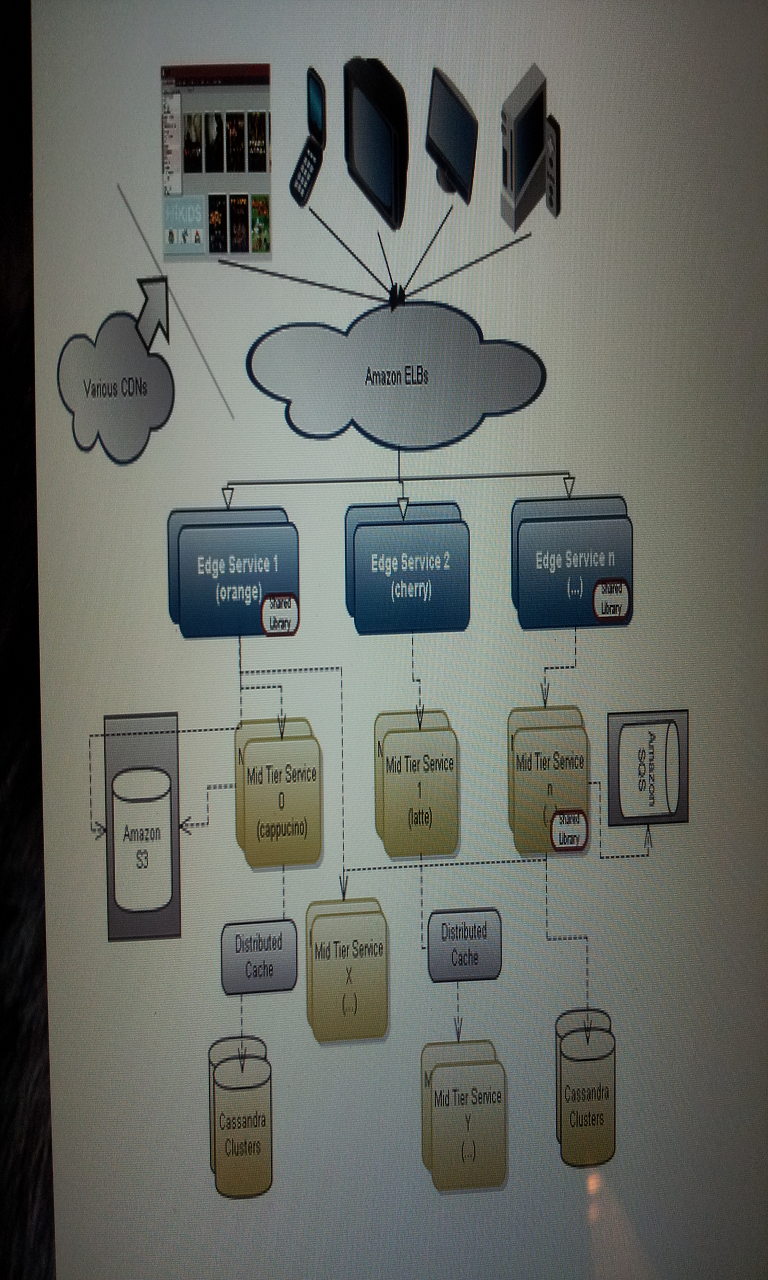 Various CDNs
Amazon ELBs
Edge Service 1
(orange)
Shared
Library
Edge Service 2
(cherry)
Edge Service n
(...)
Shared
Library
Mid Tier Service
0
(cappucino)
Mid Tier Service
1
(latte)
Mid Tier Service
n
Shared
Library
Amazon
SQS
Amazon
S3
Distributed
Cache
Mid Tier Service
X
(...)
Distributed
Cache
Cassandra
Clusters
Mid Tier Service
Y
(...)
Cassandra
Clusters